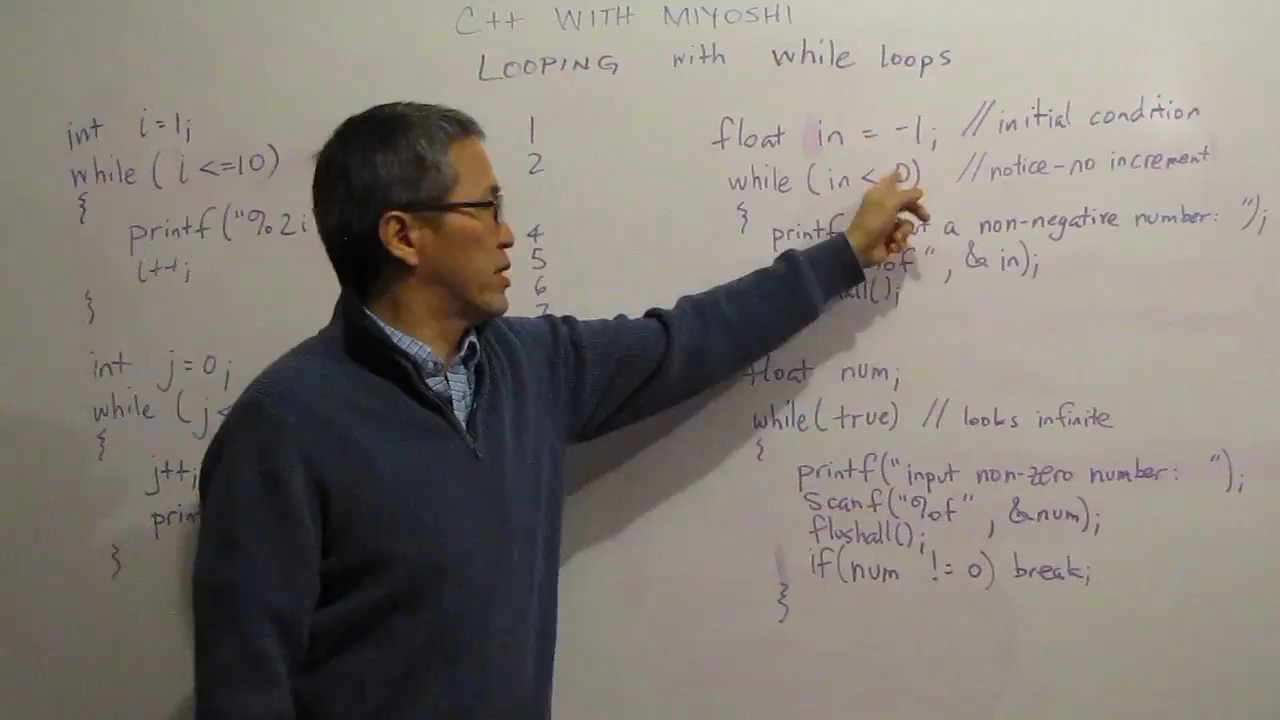 C++ WITH MIYOSHI
LOOPING with while loops
int i=1;
while ( i <=10)
{
printf("%2i
i++;
}
int j=0;
while (j<
{
j++;
}
1
2
4
5
6
7
float in = -1; //initial condition
while (in < 0) //notice-no increment
{
a non-negative number: ");
", & in);
();
float num;
while(true) // looks infinite
{
printf("input non-zero number: ");
scanf("%f" , &num);
flushall();
if(num != 0) break;
}